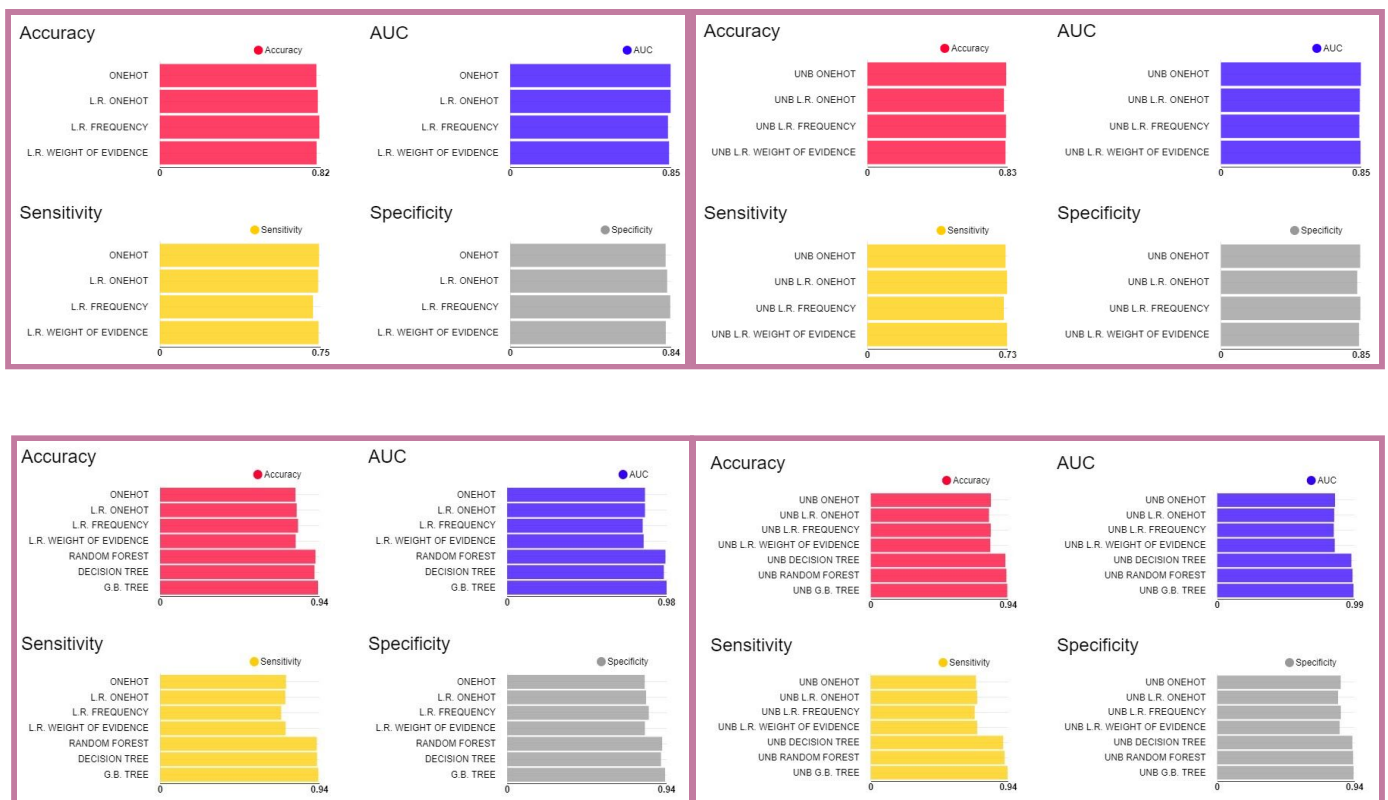 Accuracy
Accuracy
ONEHOT
L.R. ONEHOT
L.R. FREQUENCY
L.R. WEIGHT OF EVIDENCE
0 0.82
AUC
AUC
ONEHOT
L.R. ONEHOT
L.R. FREQUENCY
L.R. WEIGHT OF EVIDENCE
0 0.85
Sensitivity
Sensitivity
ONEHOT
L.R. ONEHOT
L.R. FREQUENCY
L.R. WEIGHT OF EVIDENCE
0 0.75
Specificity
Specificity
ONEHOT
L.R. ONEHOT
L.R. FREQUENCY
L.R. WEIGHT OF EVIDENCE
0 0.84
Accuracy
Accuracy
UNB ONEHOT
UNB L.R. ONEHOT
UNB L.R. FREQUENCY
UNB L.R. WEIGHT OF EVIDENCE
0 0.83
AUC
AUC
UNB ONEHOT
UNB L.R. ONEHOT
UNB L.R. FREQUENCY
UNB L.R. WEIGHT OF EVIDENCE
0 0.85
Sensitivity
Sensitivity
UNB ONEHOT
UNB L.R. ONEHOT
UNB L.R. FREQUENCY
UNB L.R. WEIGHT OF EVIDENCE
0 0.73
Specificity
Specificity
UNB ONEHOT
UNB L.R. ONEHOT
UNB L.R. FREQUENCY
UNB L.R. WEIGHT OF EVIDENCE
0 0.85
Accuracy
Accuracy
ONEHOT
L.R. ONEHOT
L.R. FREQUENCY
L.R. WEIGHT OF EVIDENCE
RANDOM FOREST
DECISION TREE
G.B. TREE
0 0.94
AUC
AUC
ONEHOT
L.R. ONEHOT
L.R. FREQUENCY
L.R. WEIGHT OF EVIDENCE
RANDOM FOREST
DECISION TREE
G.B. TREE
0 0.98
Sensitivity
Sensitivity
ONEHOT
L.R. ONEHOT
L.R. FREQUENCY
L.R. WEIGHT OF EVIDENCE
RANDOM FOREST
DECISION TREE
G.B. TREE
0 0.94
Specificity
Specificity
ONEHOT
L.R. ONEHOT
L.R. FREQUENCY
L.R. WEIGHT OF EVIDENCE
RANDOM FOREST
DECISION TREE
G.B. TREE
0 0.94
Accuracy
Accuracy
UNB ONEHOT
UNB L.R. ONEHOT
UNB L.R. FREQUENCY
UNB L.R. WEIGHT OF EVIDENCE
UNB DECISION TREE
UNB RANDOM FOREST
UNB G.B. TREE
0 0.94
AUC
AUC
UNB ONEHOT
UNB L.R. ONEHOT
UNB L.R. FREQUENCY
UNB L.R. WEIGHT OF EVIDENCE
UNB DECISION TREE
UNB RANDOM FOREST
UNB G.B. TREE
0 0.99
Sensitivity
Sensitivity
UNB ONEHOT
UNB L.R. ONEHOT
UNB L.R. FREQUENCY
UNB L.R. WEIGHT OF EVIDENCE
UNB DECISION TREE
UNB RANDOM FOREST
UNB G.B. TREE
0 0.94
Specificity
Specificity
UNB ONEHOT
UNB L.R. ONEHOT
UNB L.R. FREQUENCY
UNB L.R. WEIGHT OF EVIDENCE
UNB DECISION TREE
UNB RANDOM FOREST
UNB G.B. TREE
0 0.94